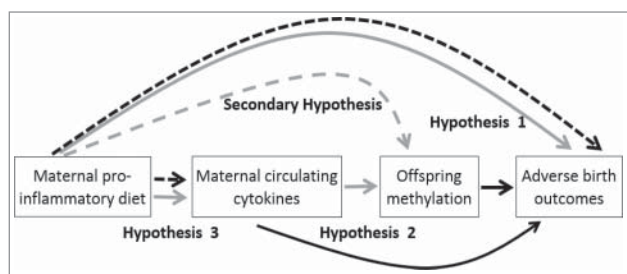 Secondary Hypothesis
Hypothesis 1
Maternal pro-
inflammatory diet
Maternal circulating
cytokines
Offspring
methylation
Adverse birth
outcomes
Hypothesis 3
Hypothesis 2